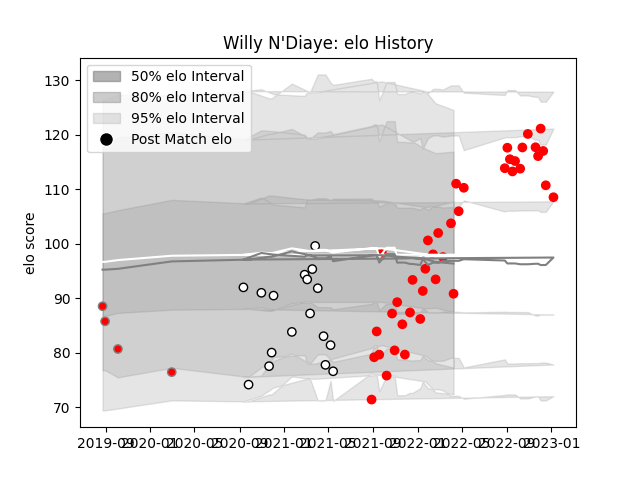 Willy N'Diaye: elo History
50% elo Interval
80% elo Interval
95% elo Interval
Post Match elo
elo score
130
120
110
100
90
80
70
2019-09 2020-01 2020-05 2020-09 2021-01 2021-05 2021-09 2022-01 2022-05 2022-09 2023-01